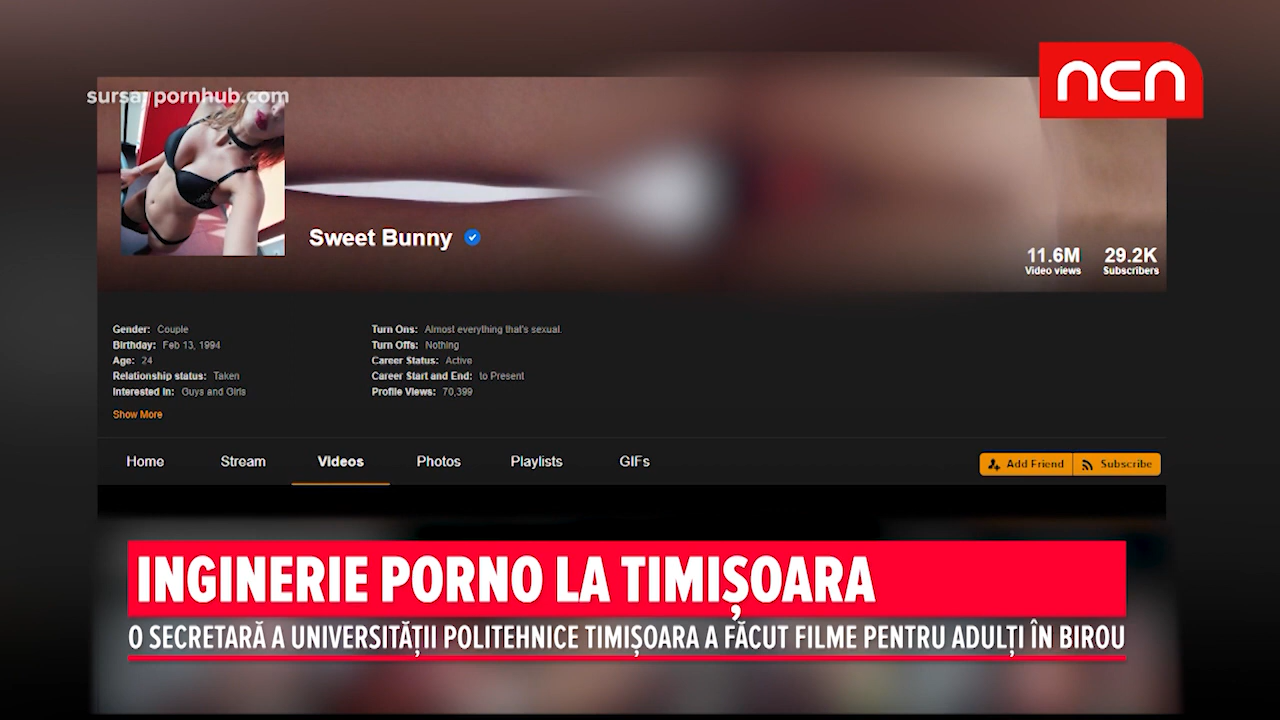 ncn
sursa: pornhub.com
Sweet Bunny
11.6M 29.2K
Video views Subscribers
Gender: Couple
Birthday: Feb 13, 1994
Age: 24
Relationship status: Taken
Interested in: Guys and Girls
Show More
Turn Ons: Almost everything that's sexual.
Turn Offs: Nothing
Career Status: Active
Career Start and End: to Present
Profile Views: 70,399
Home Stream Videos Photos Playlists GIFs
Add Friend Subscribe
INGINERIE PORNO LA TIMIȘOARA
O SECRETARĂ A UNIVERSITĂȚII POLITEHNICE TIMIȘOARA A FĂCUT FILME PENTRU ADULȚI ÎN BIROU